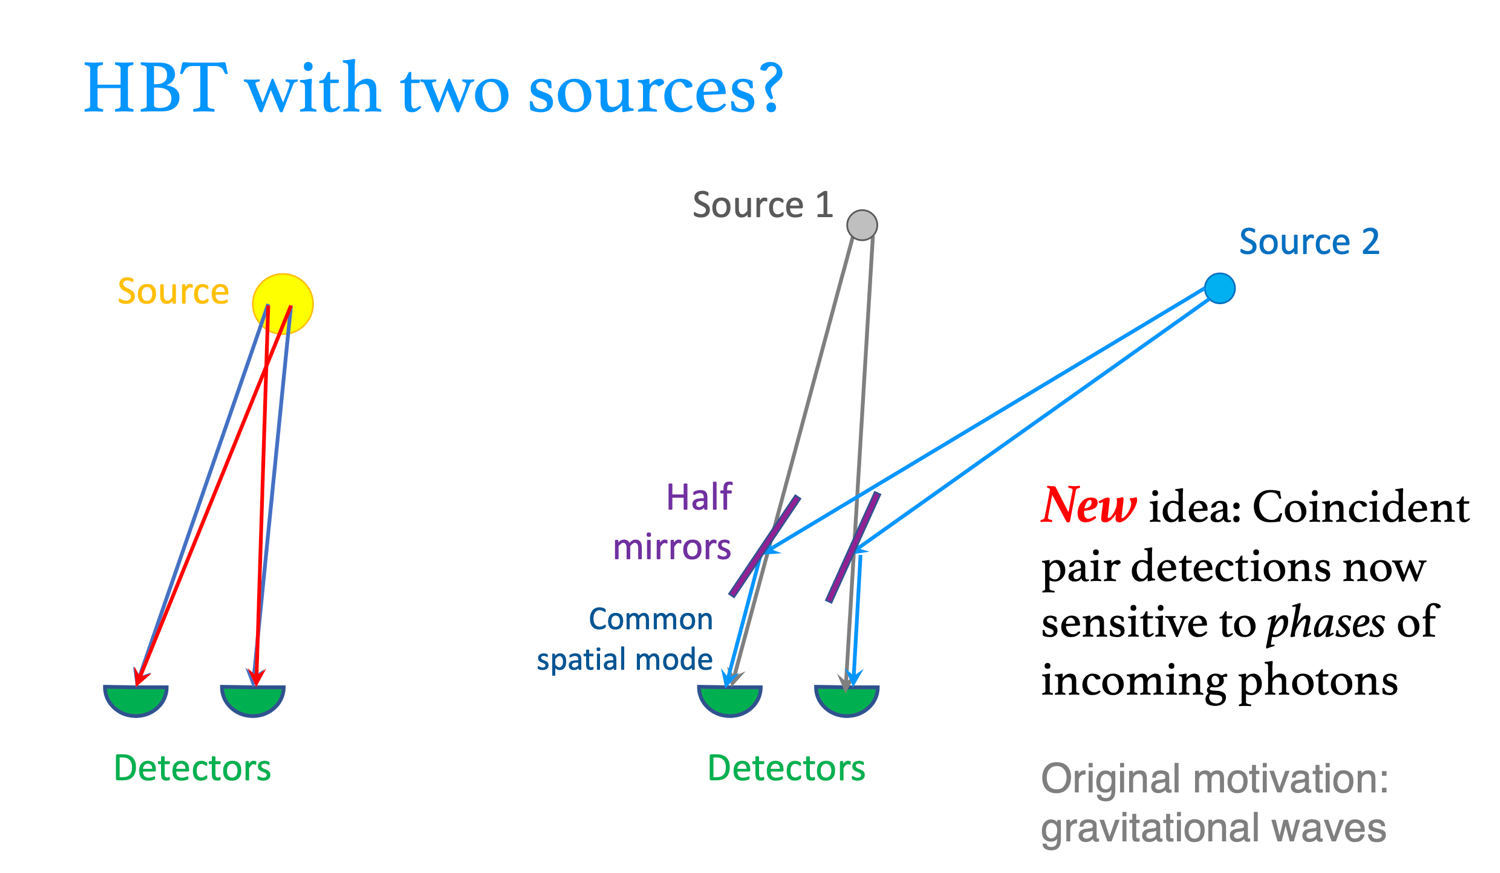 HBT with two sources?
Source
Detectors
Source 1
Source 2
Half
mirrors
Common
spatial mode
Detectors
New idea: Coincident
pair detections now
sensitive to phases of
incoming photons
Original motivation:
gravitational waves